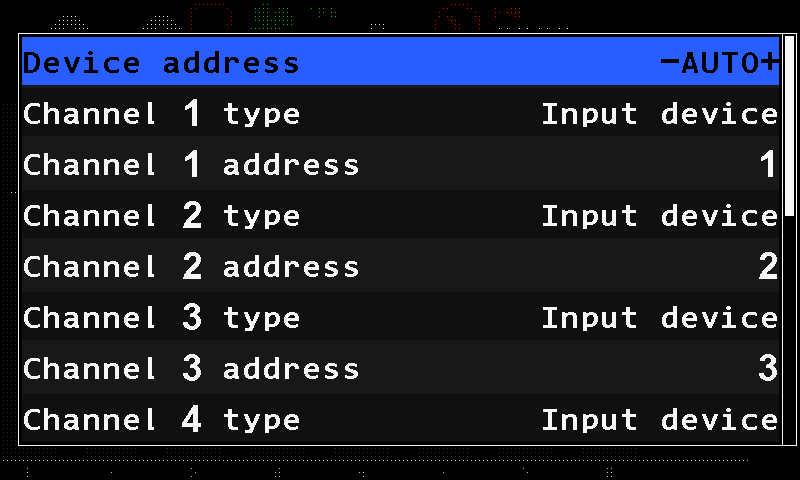 Device address -AUTO+
Channel 1 type Input device
Channel 1 address 1
Channel 2 type Input device
Channel 2 address 2
Channel 3 type Input device
Channel 3 address 3
Channel 4 type Input device